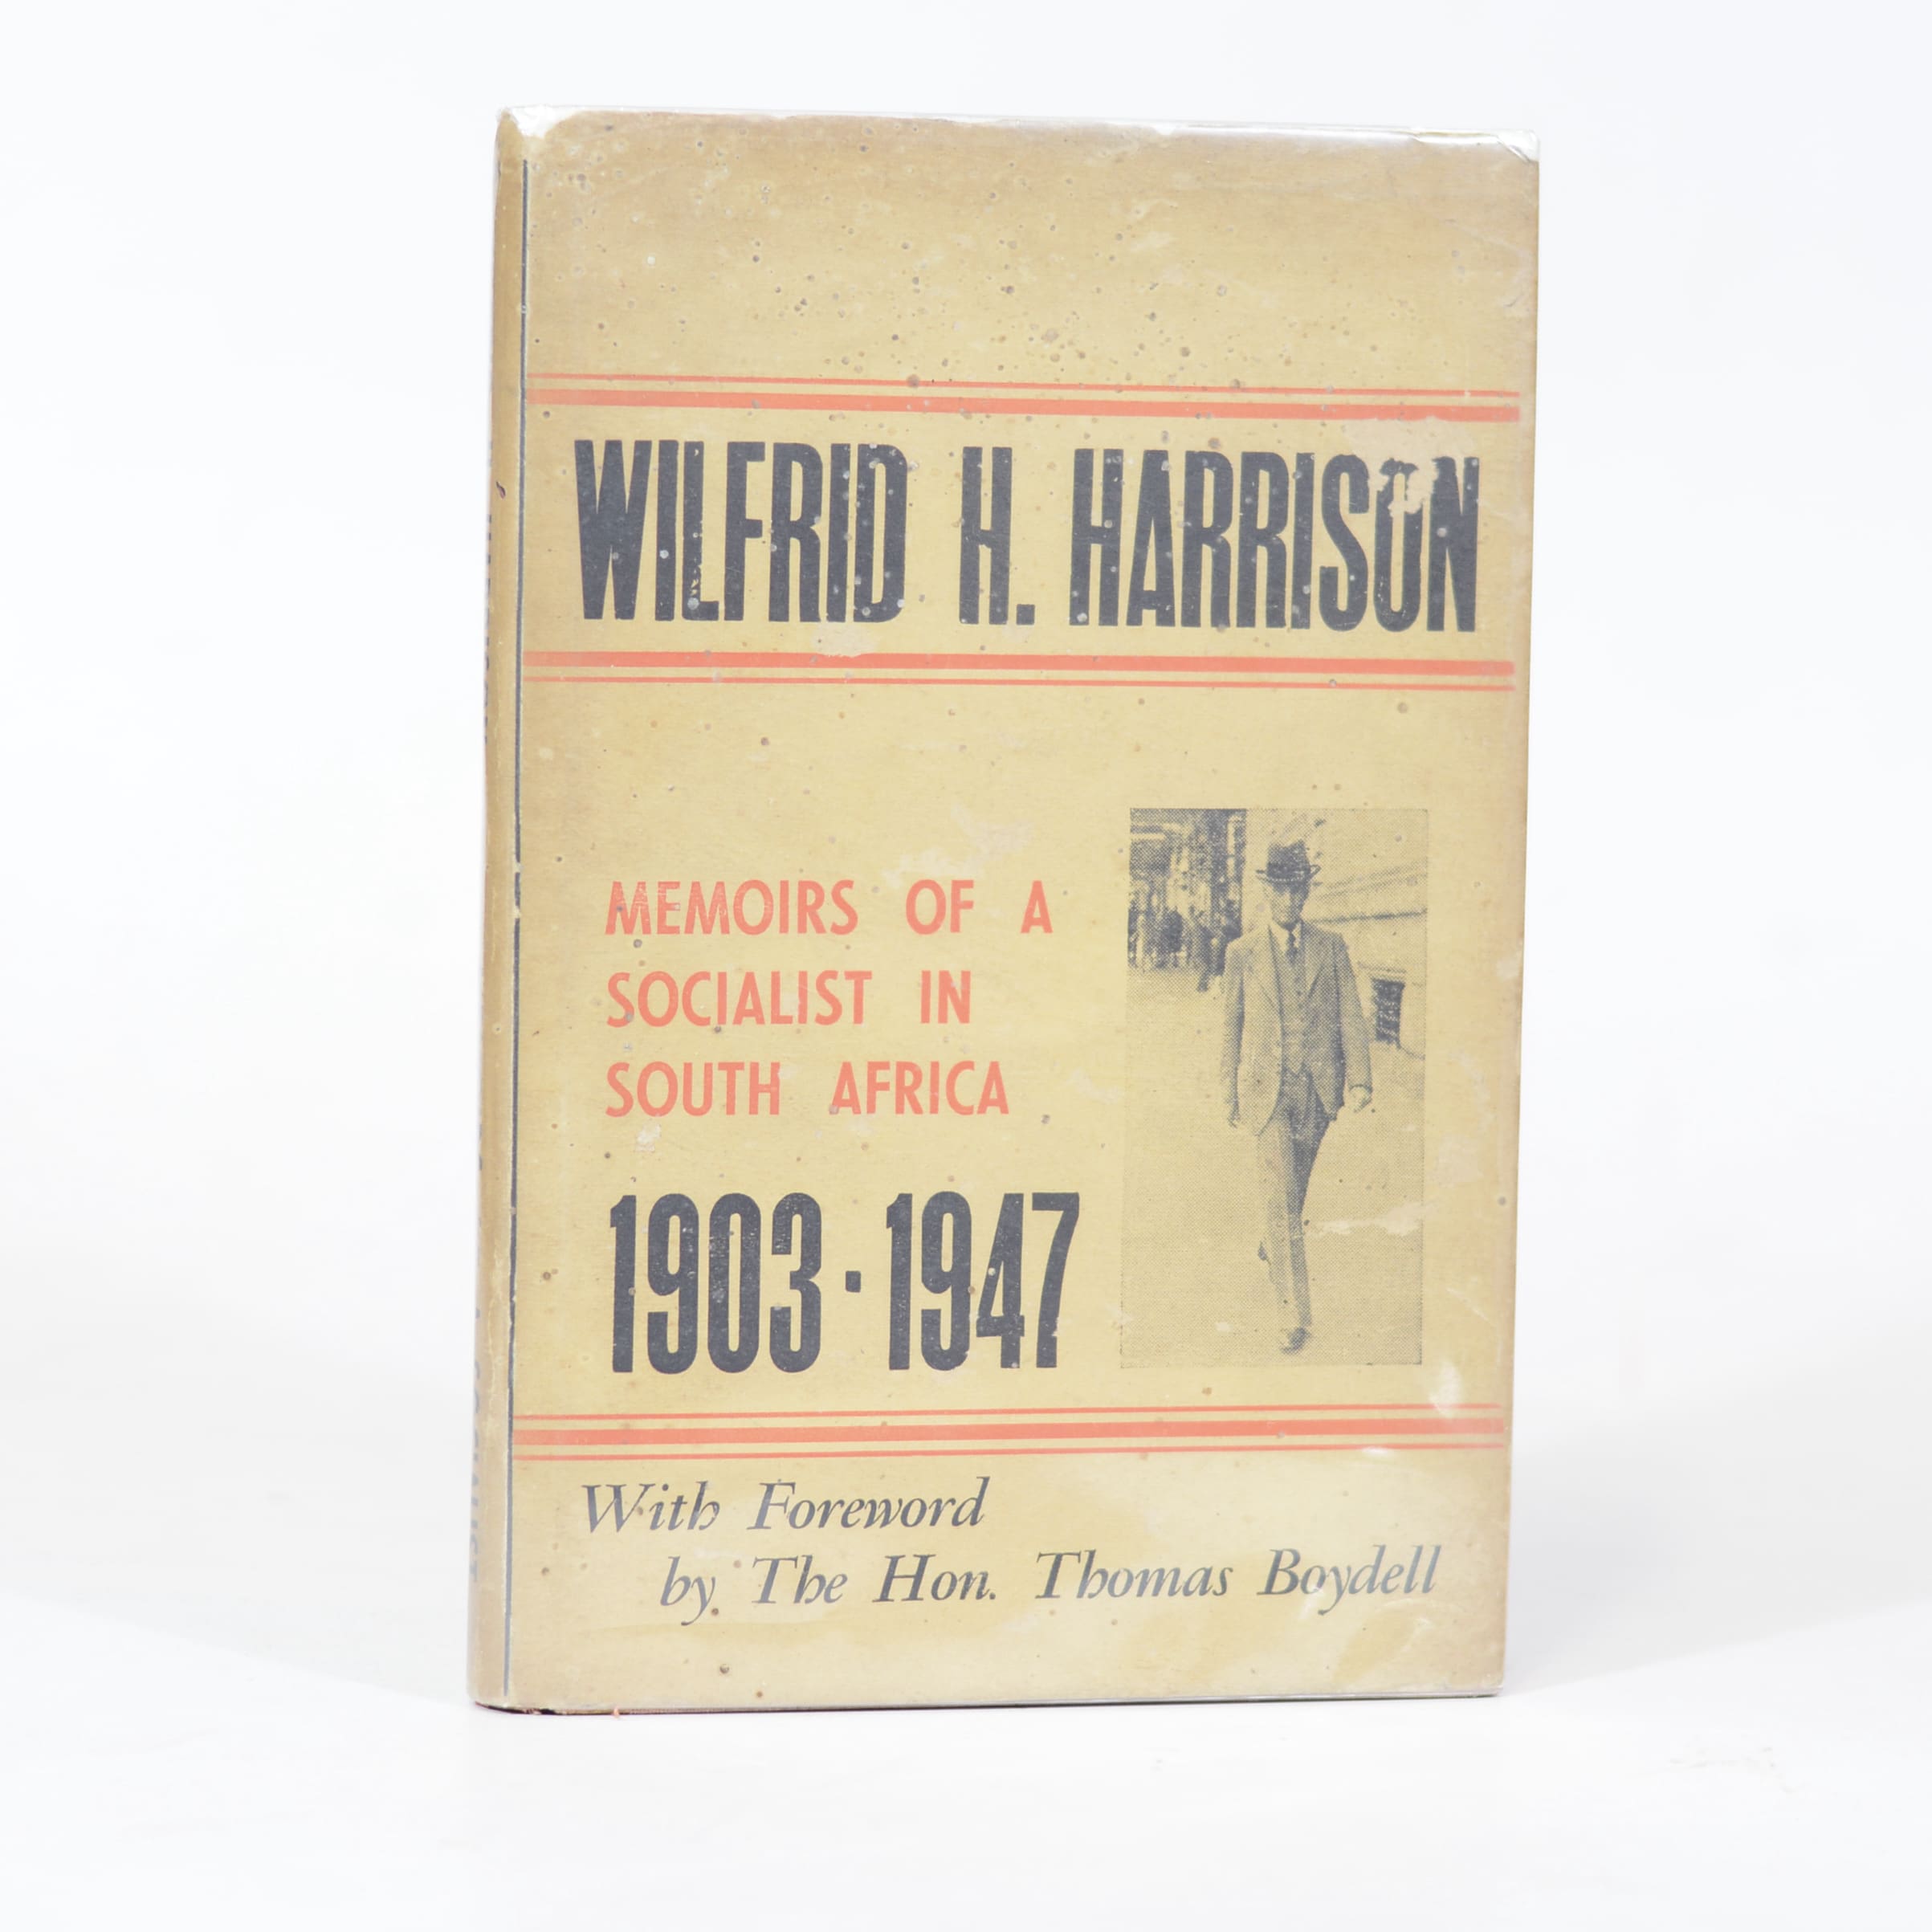 WILFRID H. HARRISON
MEMOIRS OF A
SOCIALIST IN
SOUTH AFRICA
1903·1947
With Foreword
by The Hon. Thomas Boydell